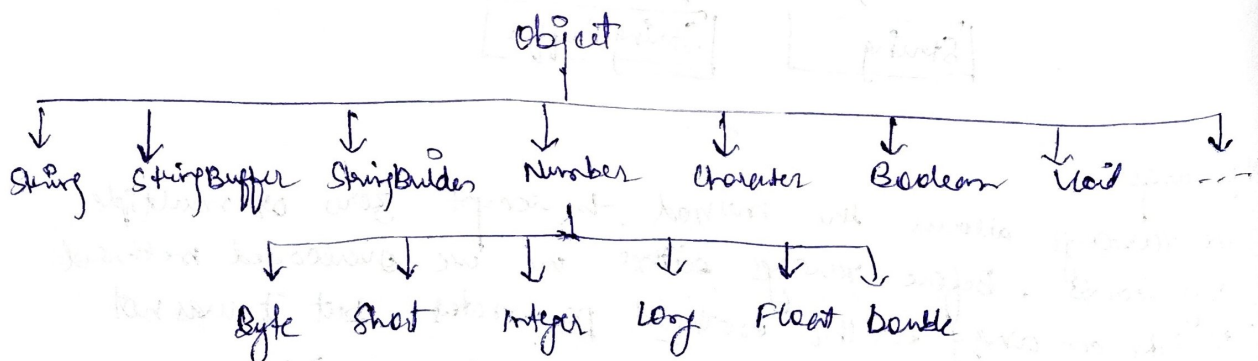 Object
String StringBuffer StringBuilder Number Character Boolean Void ----
Byte Short Integer Long Float Double